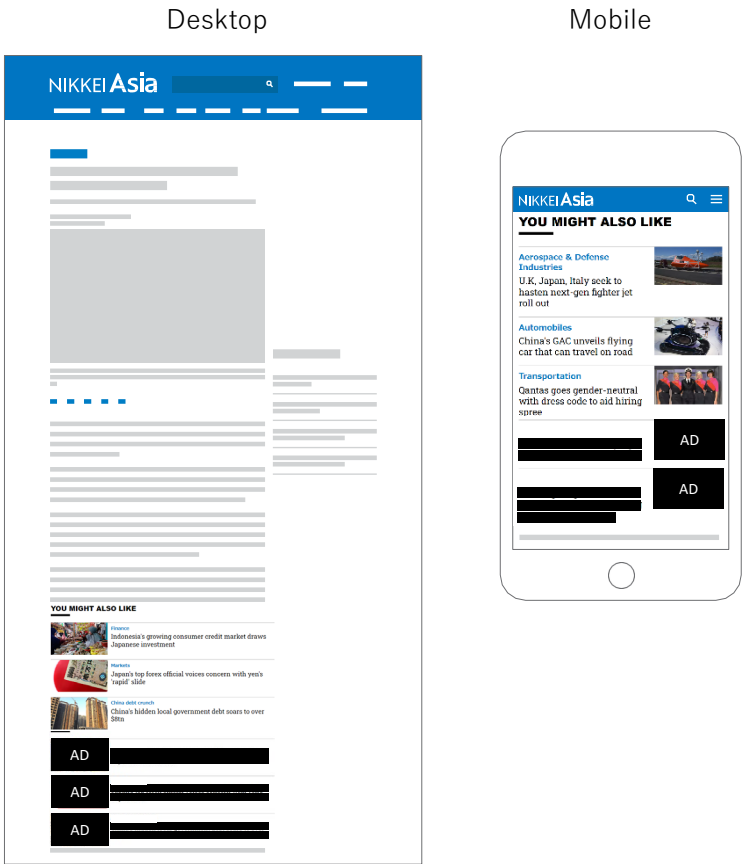 Desktop
Mobile
NIKKEI Asia
YOU MIGHT ALSO LIKE
Finance
Indonesia's growing consumer credit market draws
Japanese investment
Markets
Japan's top forex official voices concern with yen's
'rapid' slide
China debt crunch
China's hidden local government debt soars to over
$8tn
AD
AD
AD
NIKKEI Asia
YOU MIGHT ALSO LIKE
Aerospace & Defense
Industries
U.K, Japan, Italy seek to
hasten next-gen fighter jet
roll out
Automobiles
China's GAC unveils flying
car that can travel on road
Transportation
Qantas goes gender-neutral
with dress code to aid hiring
spree
AD
AD